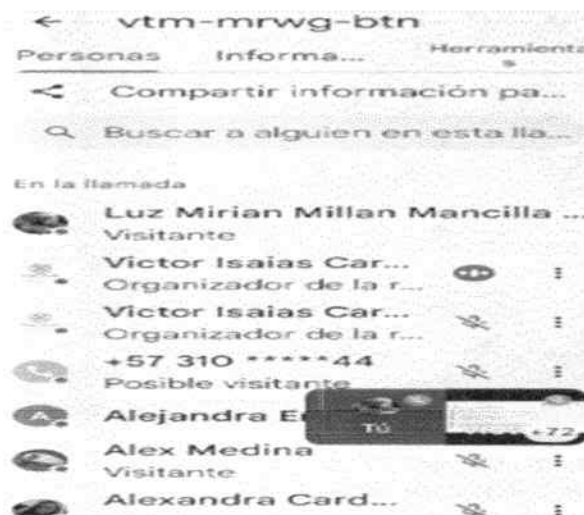 vtm-mrwg-btn
Personas
Informa...
Herramienta
s
Compartir información pa...
Buscar a alguien en esta lla...
En la llamada
Luz Mirian Millan Mancilla ...
Visitante
Victor Isaias Car...
Organizador de la r...
Victor Isaias Car...
Organizador de la r...
+57 310 *****44
Posible visitante
Alejandra
Tú
+72
Alex Medina
Visitante
Alexandra Card...